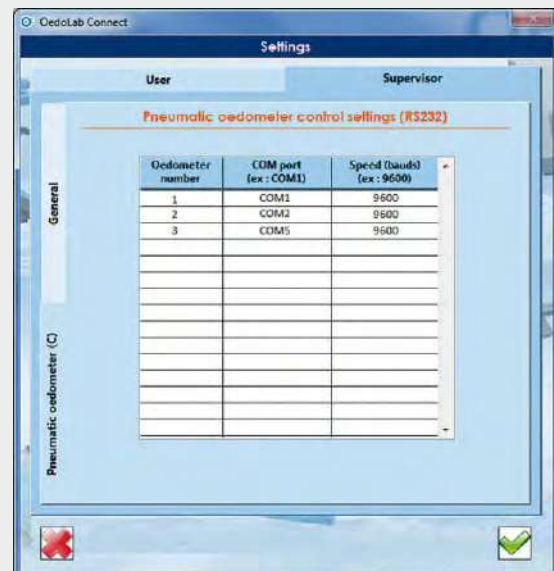 OedoLab Connect
Settings
User Supervisor
Pneumatic oedometer control settings (RS232)
General
Pneumatic oedometer (C)
Oedometer number COM port (ex : COM1) Speed (bauds) (ex : 9600)
1 COM1 9600
2 COM2 9600
3 COM5 9600